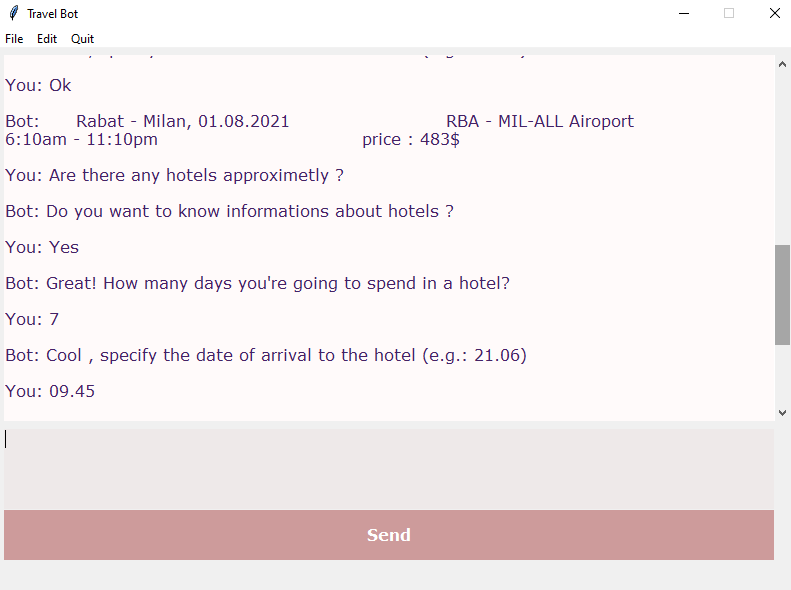 Travel Bot
File Edit Quit
You: Ok
Bot: Rabat - Milan, 01.08.2021 RBA - MIL-ALL Airoport
6:10am - 11:10pm price : 483$
You: Are there any hotels approximetly ?
Bot: Do you want to know informations about hotels ?
You: Yes
Bot: Great! How many days you're going to spend in a hotel?
You: 7
Bot: Cool , specify the date of arrival to the hotel (e.g.: 21.06)
You: 09.45
Send